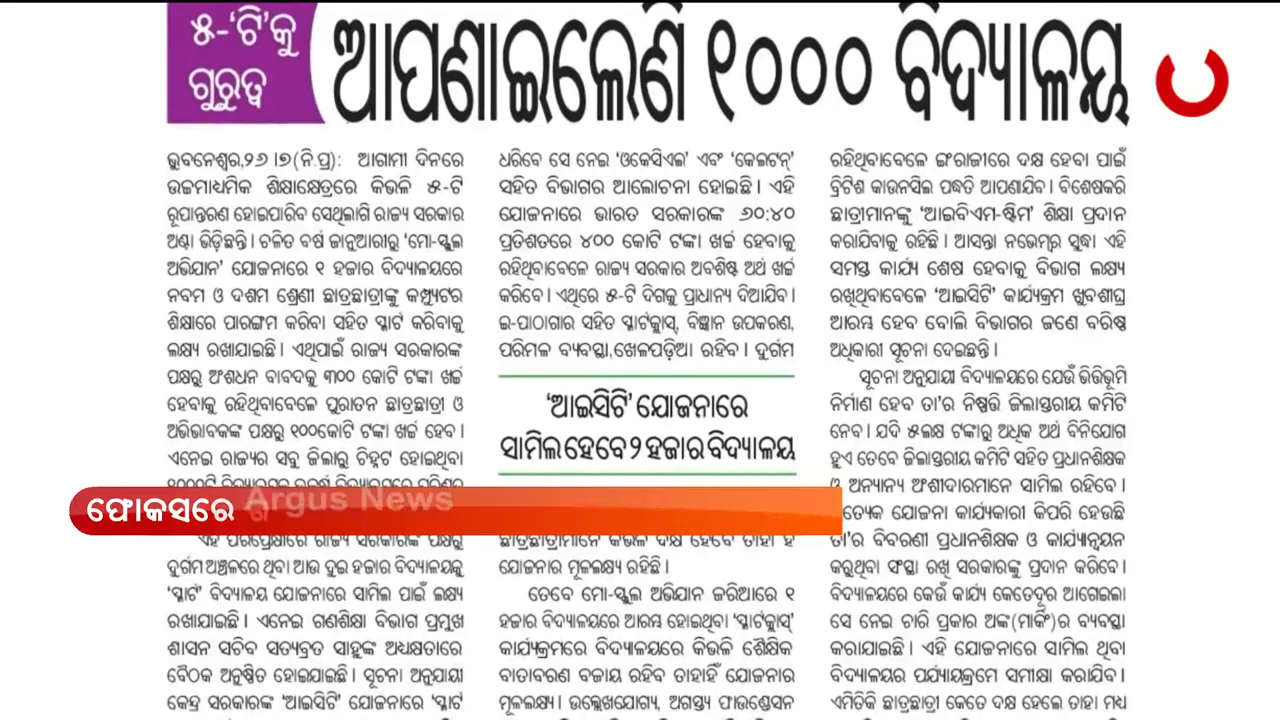 ୫-‘ଟି’କୁ
ଗୁରୁତ୍ୱ
ଆପଣାଇଲେଣି ୧୦୦୦ ବିଦ୍ୟାଳୟ
ଭୁବନେଶ୍ୱର,୨୬।୭(ନି.ପ୍ର): ଆଗାମୀ ଦିନରେ
ଉଚ୍ଚମାଧ୍ୟମିକ ଶିକ୍ଷାକ୍ଷେତ୍ରରେ କିଭଳି ୫-ଟି
ରୂପାନ୍ତରଣ ହୋଇପାରିବ ସେଥିଲାଗି ରାଜ୍ୟ ସରକାର
ଅଣ୍ଟା ଭିଡ଼ିଛନ୍ତି। ଚଳିତ ବର୍ଷ ଜାନୁଆରୀରୁ ‘ମୋ-ସ୍କୁଲ
ଅଭିଯାନ’ ଯୋଜନାରେ ୧ ହଜାର ବିଦ୍ୟାଳୟରେ
ନବମ ଓ ଦଶମ ଶ୍ରେଣୀ ଛାତ୍ରଛାତ୍ରୀଙ୍କୁ କମ୍ପ୍ୟୁଟର
ଶିକ୍ଷାରେ ପାରଙ୍ଗମ କରିବା ସହିତ ସ୍ମାର୍ଟ କରିବାକୁ
ଲକ୍ଷ୍ୟ ରଖାଯାଇଛି। ଏଥିପାଇଁ ରାଜ୍ୟ ସରକାରଙ୍କ
ପକ୍ଷରୁ ଅଂଶଧନ ବାବଦକୁ ୩୦୦ କୋଟି ଟଙ୍କା ଖର୍ଚ୍ଚ
ହେବାକୁ ରହିଥିବାବେଳେ ପୁରାତନ ଛାତ୍ରଛାତ୍ରୀ ଓ
ଅଭିଭାବକଙ୍କ ପକ୍ଷରୁ ୧୦୦କୋଟି ଟଙ୍କା ଖର୍ଚ୍ଚ ହେବ।
ଏନେଇ ରାଜ୍ୟର ସବୁ ଜିଲାରୁ ଚିହ୍ନଟ ହୋଇଥିବା
ଏହି ପରିପ୍ରେକ୍ଷୀରେ ରାଜ୍ୟ ସରକାରଙ୍କ ପକ୍ଷରୁ
ଦୁର୍ଗମ ଅଞ୍ଚଳରେ ଥିବା ଆଉ ଦୁଇ ହଜାର ବିଦ୍ୟାଳୟକୁ
‘ସ୍ମାର୍ଟ’ ବିଦ୍ୟାଳୟ ଯୋଜନାରେ ସାମିଲ ପାଇଁ ଲକ୍ଷ୍ୟ
ରଖାଯାଇଛି। ଏନେଇ ଗଣଶିକ୍ଷା ବିଭାଗ ପ୍ରମୁଖ
ଶାସନ ସଚିବ ସତ୍ୟବ୍ରତ ସାହୁଙ୍କ ଅଧ୍ୟକ୍ଷତାରେ
ବୈଠକ ଅନୁଷ୍ଠିତ ହୋଇଯାଇଛି। ସୂଚନା ଅନୁଯାୟୀ
କେନ୍ଦ୍ର ସରକାରଙ୍କ ‘ଆଇସିଟି’ ଯୋଜନାରେ ‘ସ୍ମାର୍ଟ
ଧରିବେ ସେ ନେଇ ‘ଓକେସିଏଲ’ ଏବଂ ‘କେଲଟନ୍’
ସହିତ ବିଭାଗର ଆଲୋଚନା ହୋଇଛି। ଏହି
ଯୋଜନାରେ ଭାରତ ସରକାରଙ୍କ ୬୦:୪୦
ପ୍ରତିଶତରେ ୪୦୦ କୋଟି ଟଙ୍କା ଖର୍ଚ୍ଚ ହେବାକୁ
ରହିଥିବାବେଳେ ରାଜ୍ୟ ସରକାର ଅବଶିଷ୍ଟ ଅର୍ଥ ଖର୍ଚ୍ଚ
କରିବେ। ଏଥିରେ ୫-ଟି ଦିଗକୁ ପ୍ରାଧାନ୍ୟ ଦିଆଯିବ।
ଇ-ପାଠାଗାର ସହିତ ସ୍ମାର୍ଟକ୍ଲାସ୍, ବିଜ୍ଞାନ ଉପକରଣ,
ପରିମଳ ବ୍ୟବସ୍ଥା,ଖେଳପଡ଼ିଆ ରହିବ। ଦୁର୍ଗମ
‘ଆଇସିଟି’ ଯୋଜନାରେ
ସାମିଲ ହେବେ ୨ ହଜାର ବିଦ୍ୟାଳୟ
ଛାତ୍ରଛାତ୍ରୀମାନେ କିଭଳି ଦକ୍ଷ ହେବେ ତାହା ହିଁ
ଯୋଜନାର ମୂଳଲକ୍ଷ୍ୟ ରହିଛି।
ତେବେ ମୋ-ସ୍କୁଲ ଅଭିଯାନ ଜରିଆରେ ୧
ହଜାର ବିଦ୍ୟାଳୟରେ ଆରମ୍ଭ ହୋଇଥିବା ‘ସ୍ମାର୍ଟକ୍ଲାସ୍’
କାର୍ଯ୍ୟକ୍ରମରେ ବିଦ୍ୟାଳୟରେ କିଭଳି ଶୈକ୍ଷିକ
ବାତାବରଣ ବଜାୟ ରହିବ ତାହାହିଁ ଯୋଜନାର
ମୂଳଲକ୍ଷ୍ୟ। ଉଲ୍ଲେଖଯୋଗ୍ୟ, ଅଗସ୍ତ୍ୟ ଫାଉଣ୍ଡେସନ
ରହିଥିବାବେଳେ ଇଂରାଜୀରେ ଦକ୍ଷ ହେବା ପାଇଁ
ବ୍ରିଟିଶ କାଉନସିଲ ପଦ୍ଧତି ଆପଣାଯିବ। ବିଶେଷକରି
ଛାତ୍ରୀମାନଙ୍କୁ ‘ଆଇବିଏମ-ଷ୍ଟିମ’ ଶିକ୍ଷା ପ୍ରଦାନ
କରାଯିବାକୁ ରହିଛି। ଆସନ୍ତା ନଭେମ୍ବର ସୁଦ୍ଧା ଏହି
ସମସ୍ତ କାର୍ଯ୍ୟ ଶେଷ ହେବାକୁ ବିଭାଗ ଲକ୍ଷ୍ୟ
ରଖିଥିବାବେଳେ ‘ଆଇସିଟି’ କାର୍ଯ୍ୟକ୍ରମ ଖୁବଶୀଘ୍ର
ଆରମ୍ଭ ହେବ ବୋଲି ବିଭାଗର ଜଣେ ବରିଷ୍ଠ
ଅଧିକାରୀ ସୂଚନା ଦେଇଛନ୍ତି।
ସୂଚନା ଅନୁଯାୟୀ ବିଦ୍ୟାଳୟରେ ଯେଉଁ ଭିତ୍ତିଭୂମି
ନିର୍ମାଣ ହେବ ତା’ର ନିଷ୍ପତ୍ତି ଜିଲାସ୍ତରୀୟ କମିଟି
ନେବ। ଯଦି ୫ଲକ୍ଷ ଟଙ୍କାରୁ ଅଧିକ ଅର୍ଥ ବିନିଯୋଗ
ହୁଏ ତେବେ ଜିଲାସ୍ତରୀୟ କମିଟି ସହିତ ପ୍ରଧାନଶିକ୍ଷକ
ଓ ଅନ୍ୟାନ୍ୟ ଅଂଶୀଦାରମାନେ ସାମିଲ ରହିବେ।
ଯୋଜନା କାର୍ଯ୍ୟକାରୀ କିପରି ହେଉଛି
ତା’ର ବିବରଣୀ ପ୍ରଧାନଶିକ୍ଷକ ଓ କାର୍ଯ୍ୟାନ୍ୱୟନ
କରୁଥିବା ସଂସ୍ଥା ରଖି ସରକାରଙ୍କୁ ପ୍ରଦାନ କରିବେ।
ବିଦ୍ୟାଳୟରେ କେଉଁ କାର୍ଯ୍ୟ କେତେଦୂର ଆଗେଇଲା
ସେ ନେଇ ଚାରି ପ୍ରକାର ଅଙ୍କ(ମାର୍କିଂ)ର ବ୍ୟବସ୍ଥା
କରାଯାଇଛି। ଏହି ଯୋଜନାରେ ସାମିଲ ଥିବା
ବିଦ୍ୟାଳୟର ପର୍ଯ୍ୟାୟକ୍ରମେ ସମୀକ୍ଷା କରାଯିବ।
ଏମିତିକି ଛାତ୍ରଛାତ୍ରୀ କେତେ ଦକ୍ଷ ହେଲେ ତାହା ମଧ୍ୟ
ଫୋକସରେ
Argus News